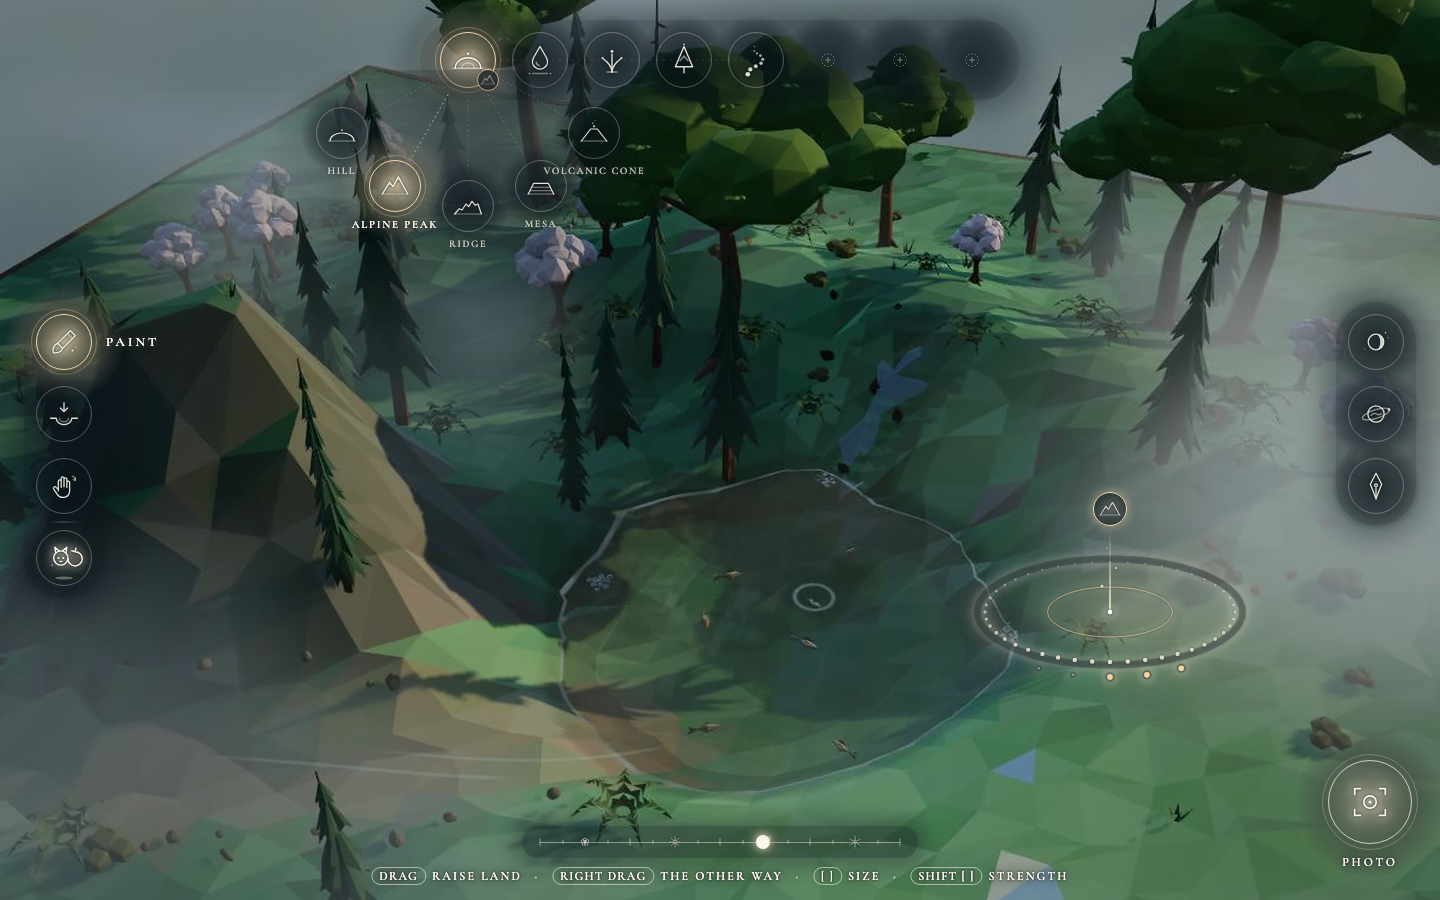 HILL
VOLCANIC CONE
ALPINE PEAK
MESA
RIDGE
PAINT
PHOTO
DRAG RAISE LAND · RIGHT DRAG THE OTHER WAY · [ ] SIZE · SHIFT [ ] STRENGTH